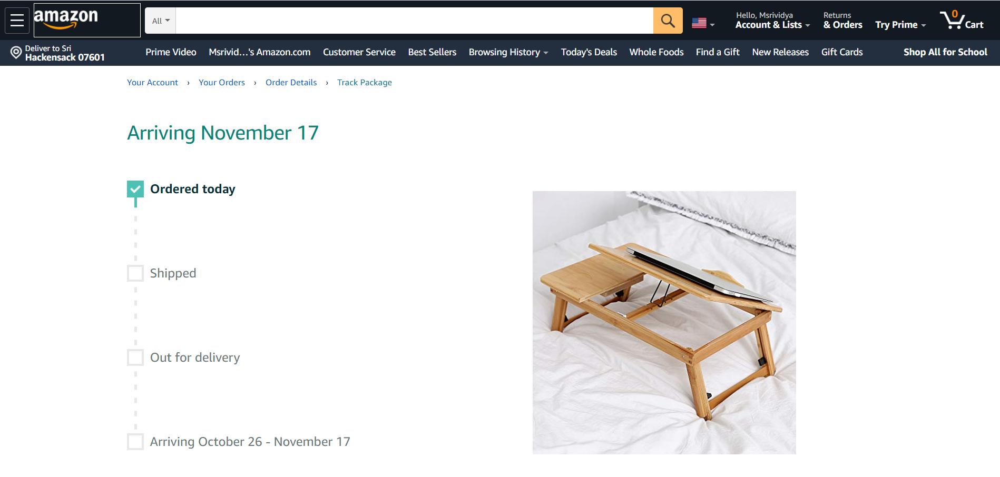 amazon
All
Hello, Msrividya
Account & Lists
Returns
& Orders
Try Prime
0
Cart
Deliver to Sri
Hackensack 07601
Prime Video
Msrivid...'s Amazon.com
Customer Service
Best Sellers
Browsing History
Today's Deals
Whole Foods
Find a Gift
New Releases
Gift Cards
Shop All for School
Your Account › Your Orders › Order Details › Track Package
Arriving November 17
Ordered today
Shipped
Out for delivery
Arriving October 26 - November 17